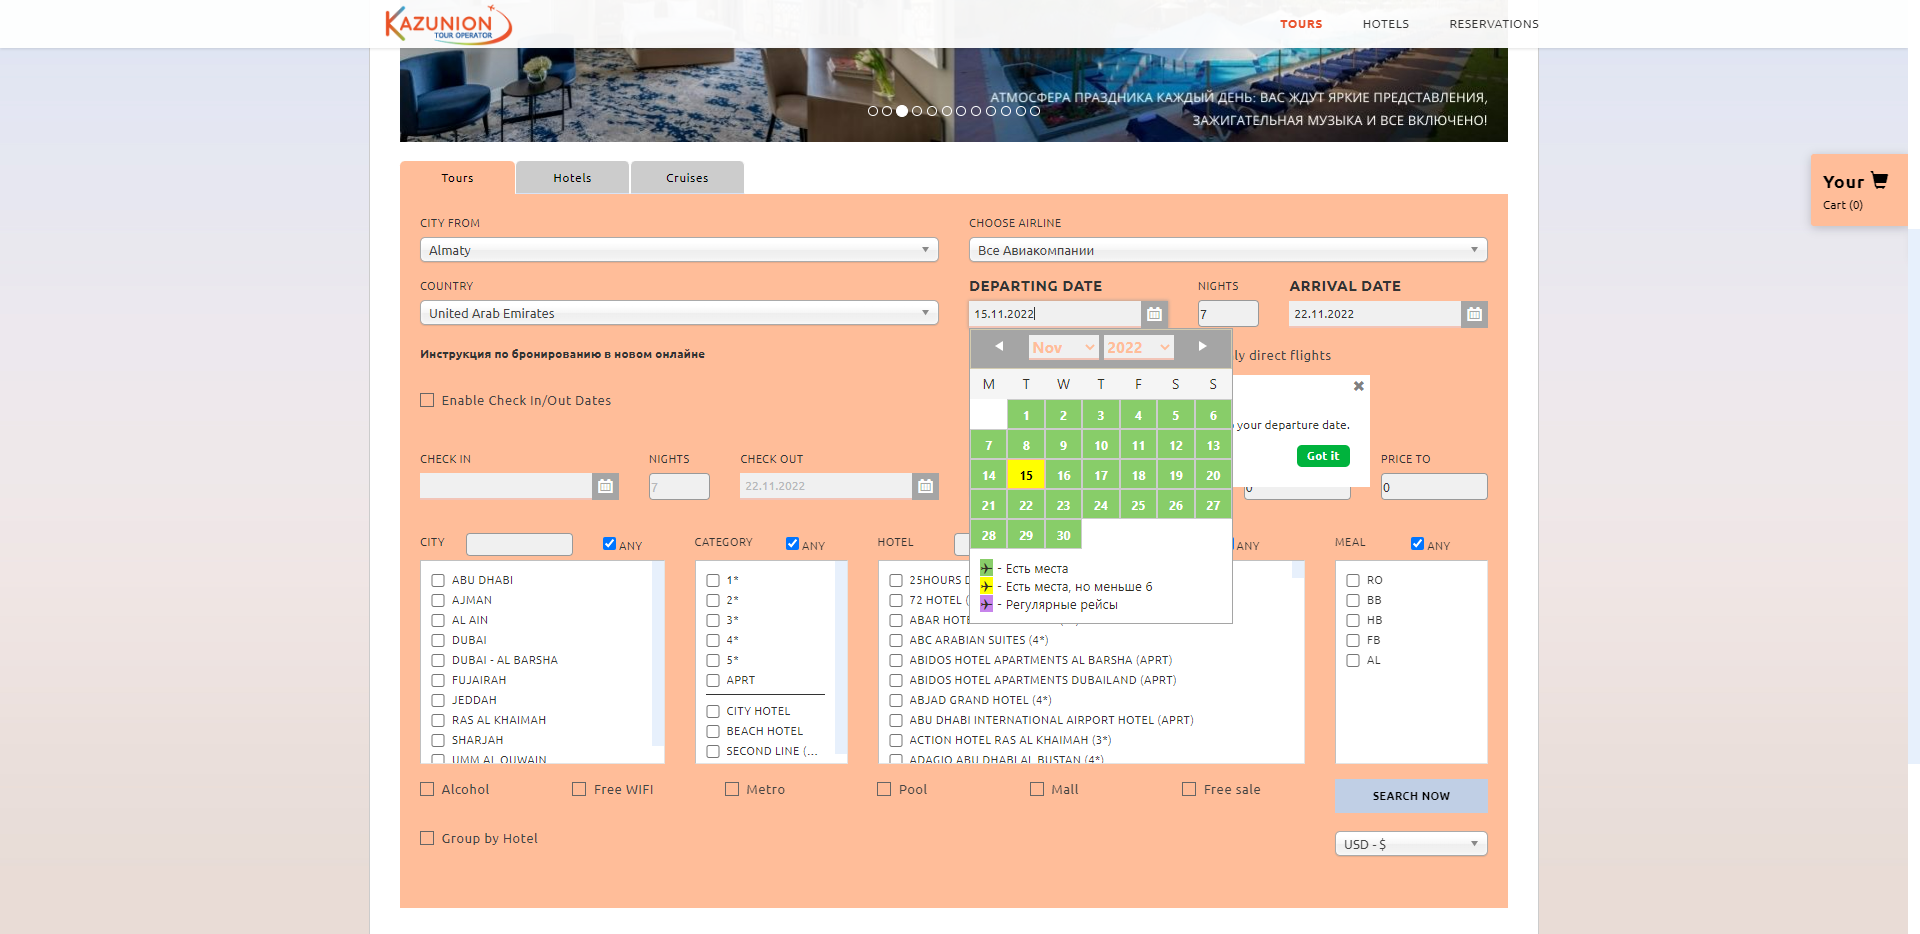 KAZUNION
TOUR OPERATOR
TOURS
HOTELS
RESERVATIONS
АТМОСФЕРА ПРАЗДНИКА КАЖДЫЙ ДЕНЬ: ВАС ЖДУТ ЯРКИЕ ПРЕДСТАВЛЕНИЯ,
ЗАЖИГАТЕЛЬНАЯ МУЗЫКА И ВСЕ ВКЛЮЧЕНО!
Your
Cart (0)
Tours
Hotels
Cruises
CITY FROM
Almaty
CHOOSE AIRLINE
Все Авиакомпании
COUNTRY
United Arab Emirates
DEPARTING DATE
15.11.2022
NIGHTS
7
ARRIVAL DATE
22.11.2022
Инструкция по бронированию в новом онлайне
ly direct flights
Enable Check In/Out Dates
Nov
2022
M T W T F S S
1 2 3 4 5 6
7 8 9 10 11 12 13
14 15 16 17 18 19 20
21 22 23 24 25 26 27
28 29 30
- Есть места
- Есть места, но меньше 6
- Регулярные рейсы
your departure date.
Got it
CHECK IN
NIGHTS
7
CHECK OUT
22.11.2022
0
PRICE TO
0
CITY
ANY
ABU DHABI
AJMAN
AL AIN
DUBAI
DUBAI - AL BARSHA
FUJAIRAH
JEDDAH
RAS AL KHAIMAH
SHARJAH
UMM AL QUWAIN
CATEGORY
ANY
1*
2*
3*
4*
5*
APRT
CITY HOTEL
BEACH HOTEL
SECOND LINE (...
HOTEL
ANY
25HOURS
72 HOTEL (
ABAR HOTE
ABC ARABIAN SUITES (4*)
ABIDOS HOTEL APARTMENTS AL BARSHA (APRT)
ABIDOS HOTEL APARTMENTS DUBAILAND (APRT)
ABJAD GRAND HOTEL (4*)
ABU DHABI INTERNATIONAL AIRPORT HOTEL (APRT)
ACTION HOTEL RAS AL KHAIMAH (3*)
ADAGIO ABU DHABI AL BUSTAN (4*)
MEAL
ANY
RO
BB
HB
FB
AL
Alcohol
Free WIFI
Metro
Pool
Mall
Free sale
SEARCH NOW
Group by Hotel
USD - $